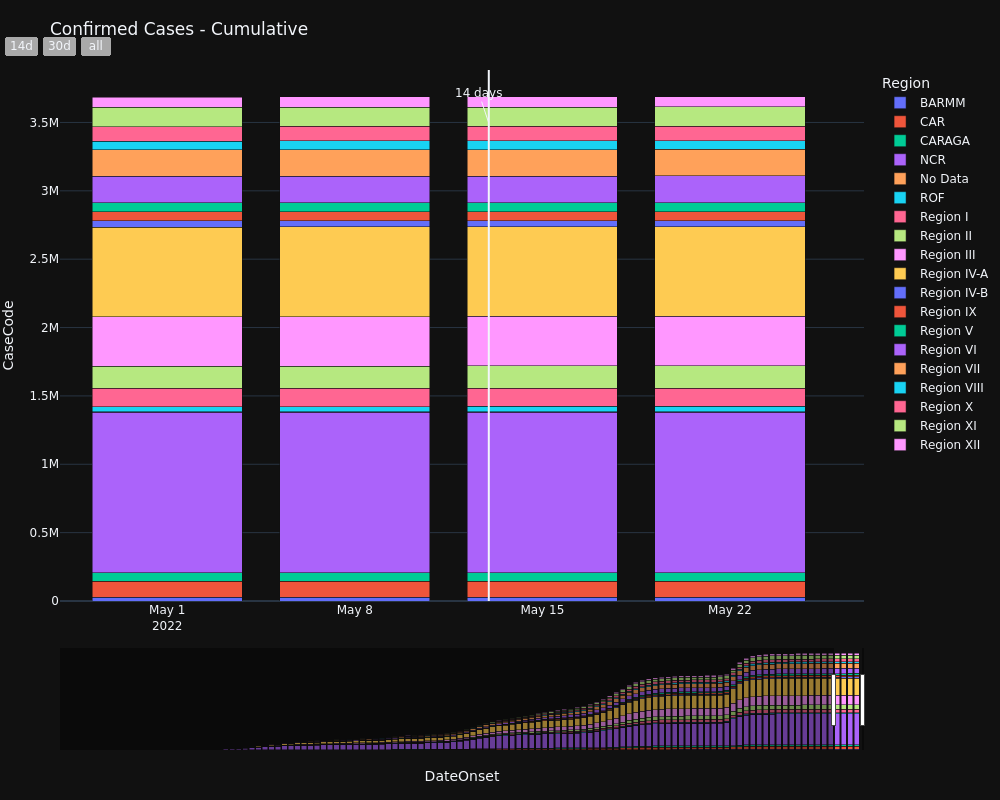 Confirmed Cases - Cumulative
14d
30d
all
14 days
CaseCode
3.5M
3M
2.5M
2M
1.5M
1M
0.5M
0
May 1
2022
May 8
May 15
May 22
DateOnset
Region
BARMM
CAR
CARAGA
NCR
No Data
ROF
Region I
Region II
Region III
Region IV-A
Region IV-B
Region IX
Region V
Region VI
Region VII
Region VIII
Region X
Region XI
Region XII